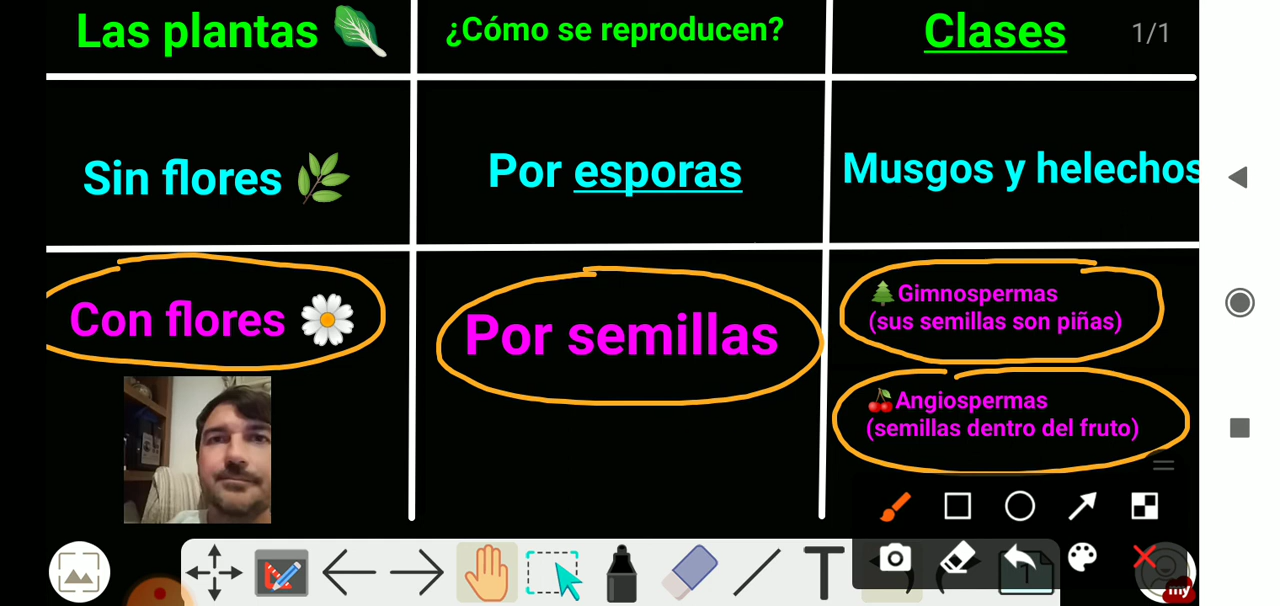 Las plantas
¿Cómo se reproducen?
Clases
1/1
Sin flores
Por esporas
Musgos y helechos
Con flores
Por semillas
Gimnospermas
(sus semillas son piñas)
Angiospermas
(semillas dentro del fruto)
T
my